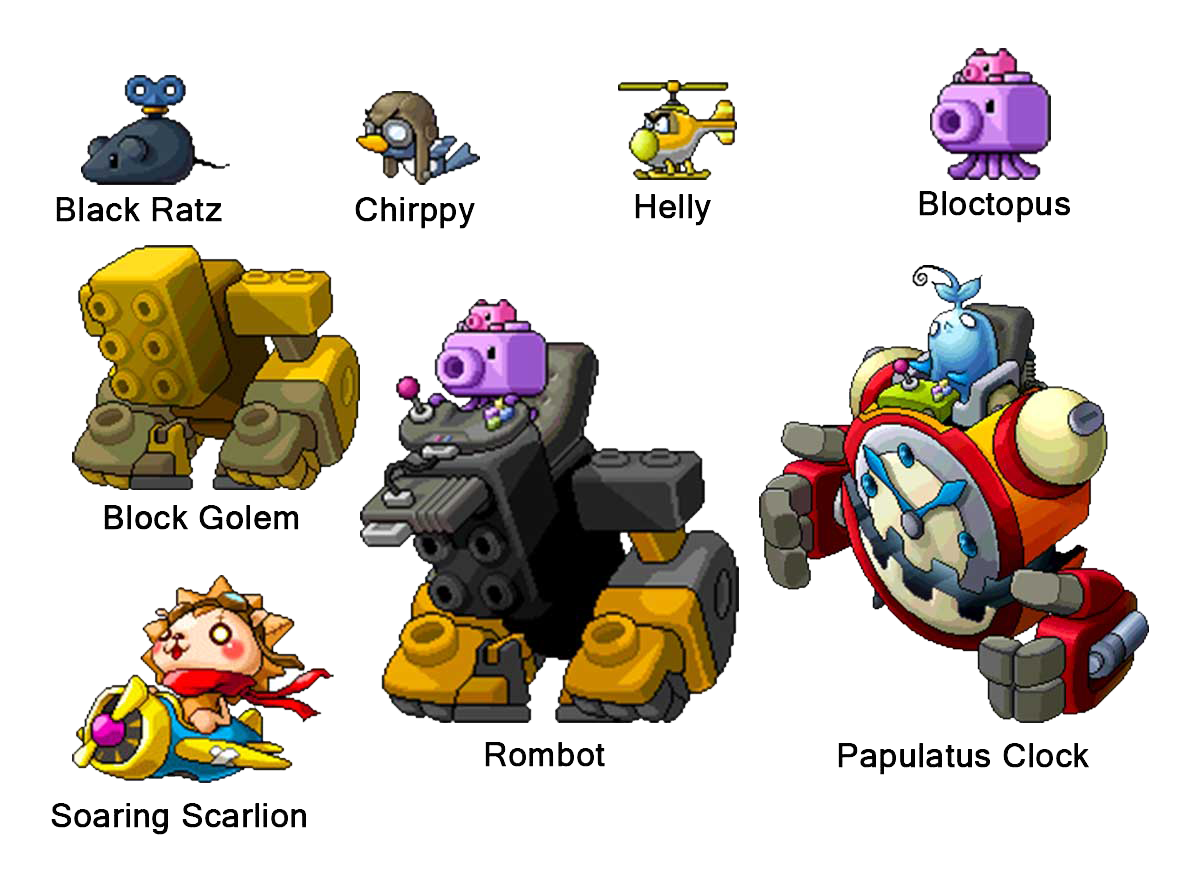 Black Ratz
Chirppy
Helly
Bloctopus
Block Golem
Rombot
Papulatus Clock
Soaring Scarlion